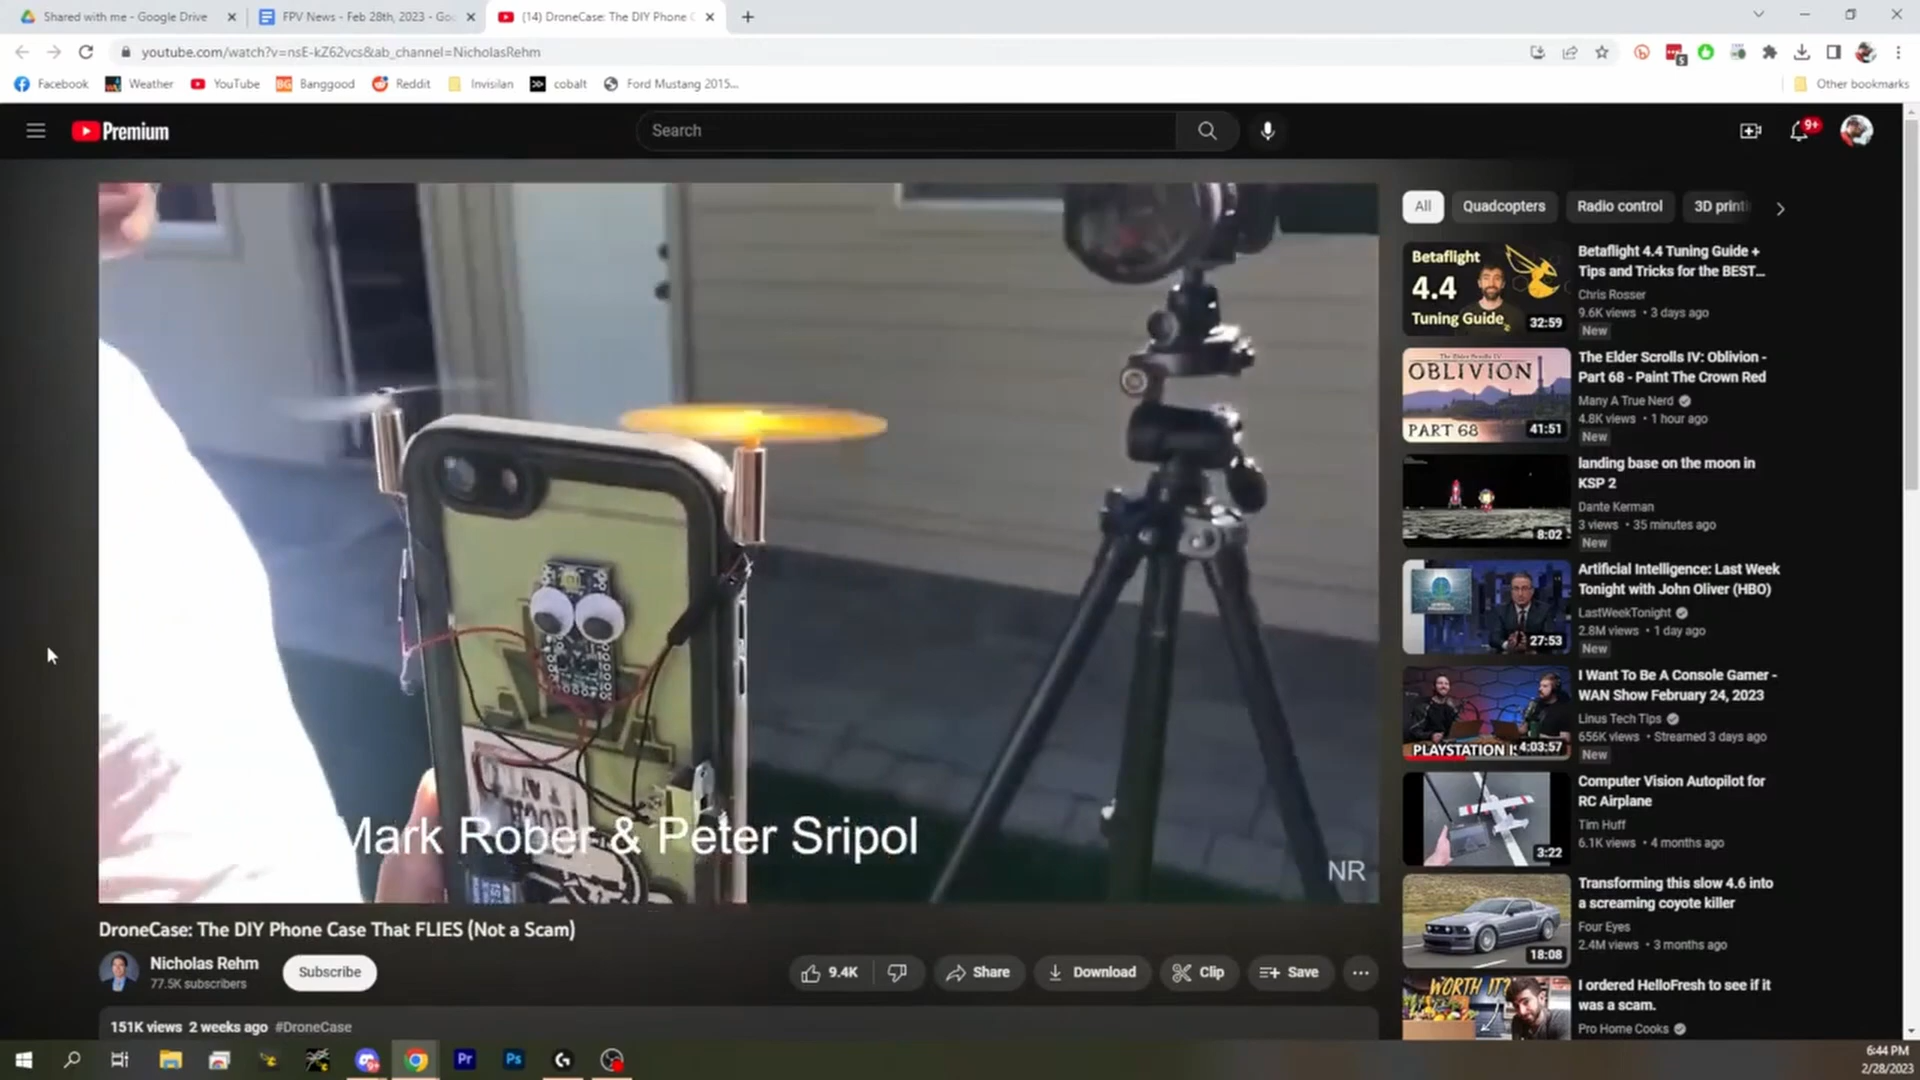 Shared with me - Google Drive
FPV News - Feb 28th, 2023 - Go
(14) DroneCase: The DIY Phone C
youtube.com/watch?v=nsE-kZ62vcs&ab_channel=NicholasRehm
Facebook
Weather
YouTube
Banggood
Reddit
Invisilan
cobalt
Ford Mustang 2015...
Other bookmarks
Premium
Search
9+
Mark Rober & Peter Sripol
NR
DroneCase: The DIY Phone Case That FLIES (Not a Scam)
Nicholas Rehm
77.5K subscribers
Subscribe
9.4K
Share
Download
Clip
Save
151K views 2 weeks ago #DroneCase
All
Quadcopters
Radio control
3D printi
Betaflight
4.4
Tuning Guide
32:59
Betaflight 4.4 Tuning Guide +
Tips and Tricks for the BEST...
Chris Rosser
9.6K views • 3 days ago
New
The Elder Scrolls IV: Oblivion
OBLIVION
PART 68
41:51
The Elder Scrolls IV: Oblivion -
Part 68 - Paint The Crown Red
Many A True Nerd
4.8K views • 1 hour ago
New
8:02
landing base on the moon in
KSP 2
Dante Kerman
3 views • 35 minutes ago
New
27:53
Artificial Intelligence: Last Week
Tonight with John Oliver (HBO)
LastWeekTonight
2.8M views • 1 day ago
New
PLAYSTATION I
4:03:57
I Want To Be A Console Gamer -
WAN Show February 24, 2023
Linus Tech Tips
656K views • Streamed 3 days ago
New
3:22
Computer Vision Autopilot for
RC Airplane
Tim Huff
6.1K views • 4 months ago
18:08
Transforming this slow 4.6 into
a screaming coyote killer
Four Eyes
2.4M views • 3 months ago
WORTH IT?
I ordered HelloFresh to see if it
was a scam.
Pro Home Cooks
Pr
Ps
6:44 PM
2/28/2023